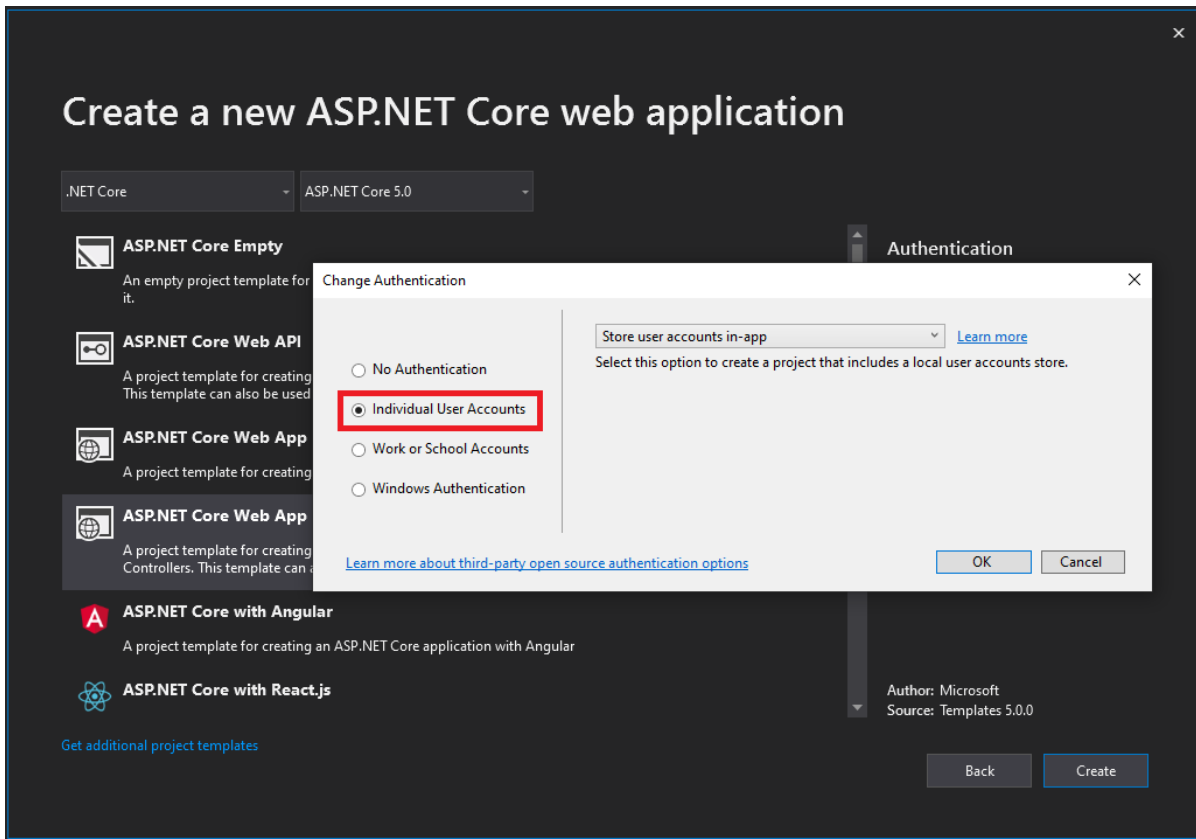 Create a new ASP.NET Core web application
.NET Core
ASP.NET Core 5.0
ASP.NET Core Empty
An empty project template for
it.
ASP.NET Core Web API
A project template for creating
This template can also be used
ASP.NET Core Web App
A project template for creating
ASP.NET Core Web App
A project template for creating
Controllers. This template can
ASP.NET Core with Angular
A project template for creating an ASP.NET Core application with Angular
ASP.NET Core with React.js
Get additional project templates
Authentication
Change Authentication
No Authentication
Individual User Accounts
Work or School Accounts
Windows Authentication
Store user accounts in-app
Learn more
Select this option to create a project that includes a local user accounts store.
Learn more about third-party open source authentication options
OK
Cancel
Author: Microsoft
Source: Templates 5.0.0
Back
Create